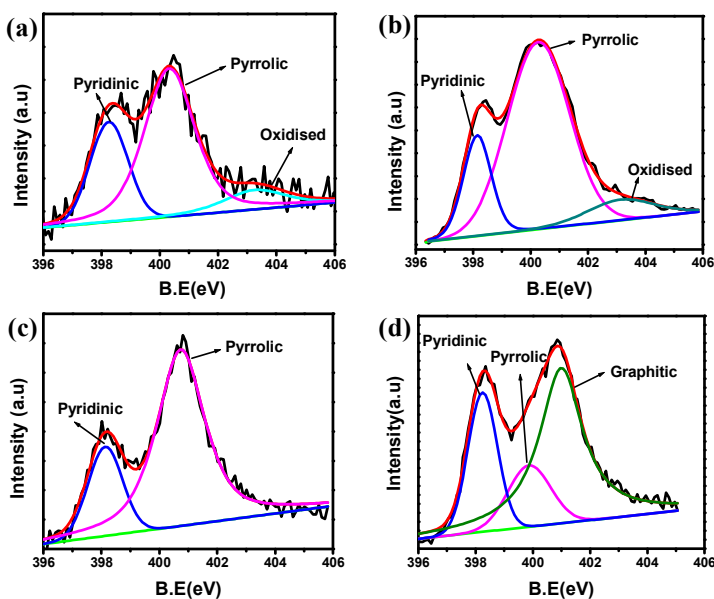 (a)
Pyrrolic
Pyridinic
Oxidised
Intensity (a.u)
396 398 400 402 404 406
B.E(eV)
(b)
Pyrrolic
Pyridinic
Oxidised
Intensity (a.u)
396 398 400 402 404 406
B.E(eV)
(c)
Pyrrolic
Pyridinic
Intensity (a.u)
396 398 400 402 404 406
B.E(eV)
(d)
Pyridinic
Pyrrolic
Graphitic
Intensity(a.u)
396 398 400 402 404 406
B.E(eV)